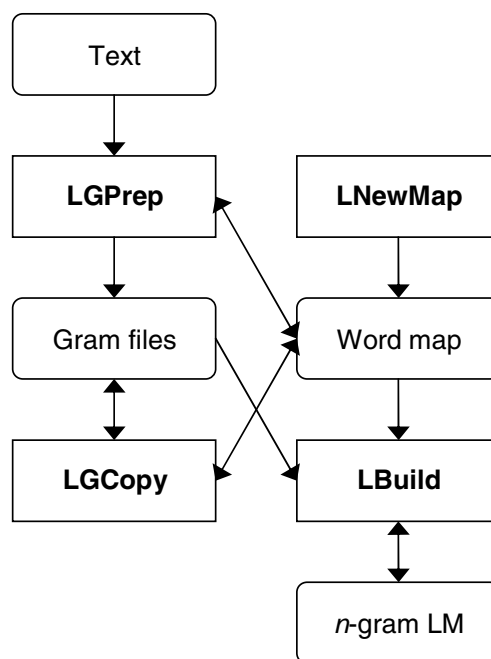 Text
LGPrep
LNewMap
Gram files
Word map
LGCopy
LBuild
n-gram LM